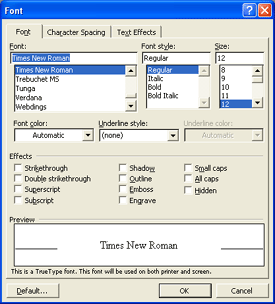 Font
Font Character Spacing Text Effects
Font: Font style: Size:
Times New Roman Regular 12
Times New Roman Regular 8
Trebuchet MS Italic 9
Tunga Bold 10
Verdana Bold Italic 11
Webdings 12
Font color: Underline style: Underline color:
Automatic (none) Automatic
Effects
Strikethrough Shadow Small caps
Double strikethrough Outline All caps
Superscript Emboss Hidden
Subscript Engrave
Preview
Times New Roman
This is a TrueType font. This font will be used on both printer and screen.
Default... OK Cancel